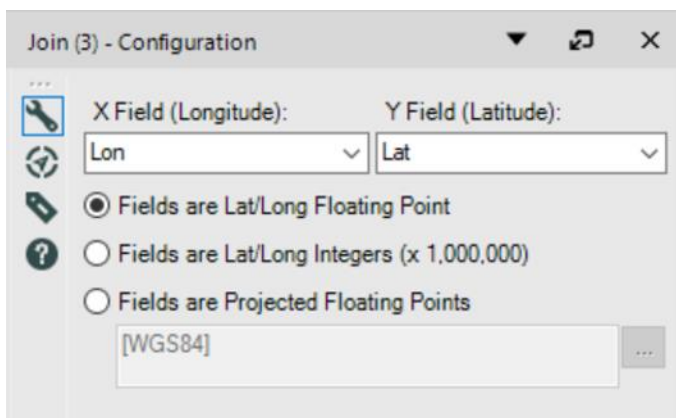 Join (3) - Configuration
X Field (Longitude): Y Field (Latitude):
Lon Lat
Fields are Lat/Long Floating Point
Fields are Lat/Long Integers (x 1,000,000)
Fields are Projected Floating Points
[WGS84]
...